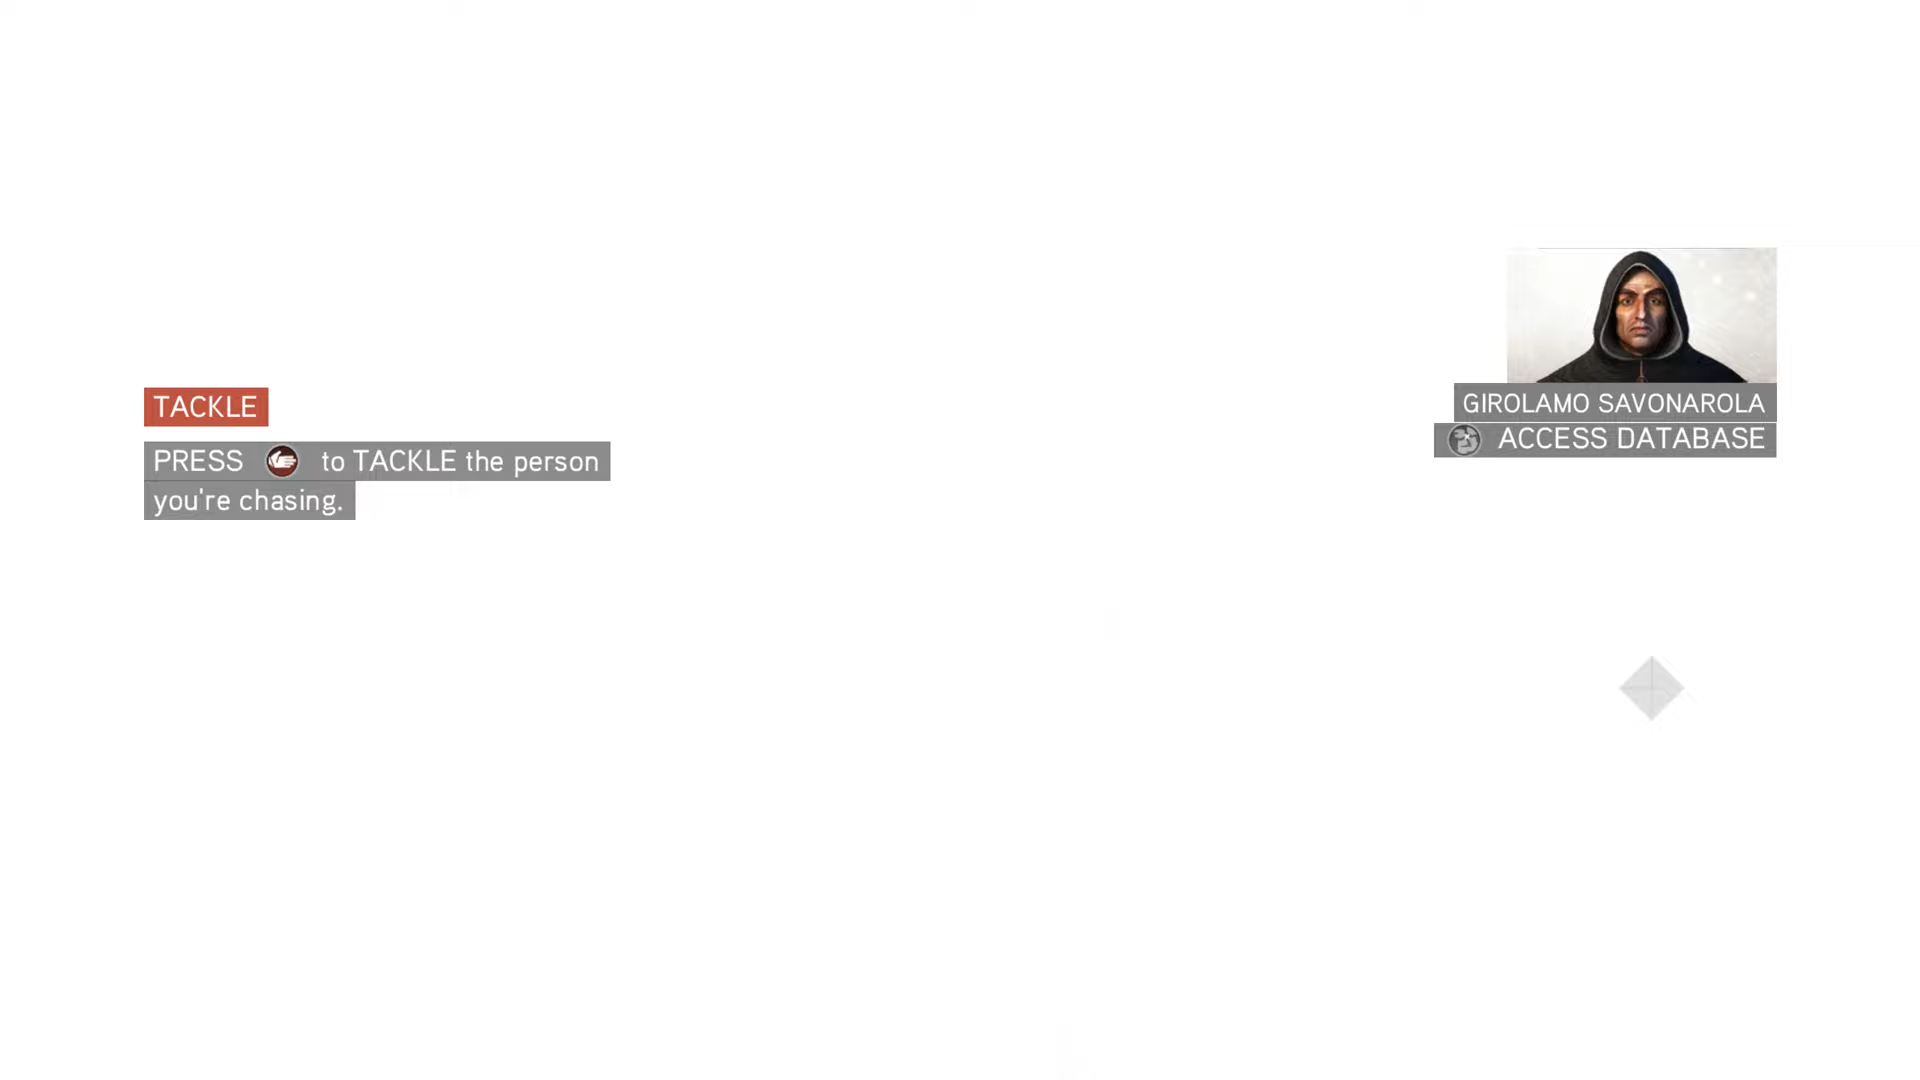 TACKLE
PRESS to TACKLE the person
you're chasing.
GIROLAMO SAVONAROLA
ACCESS DATABASE